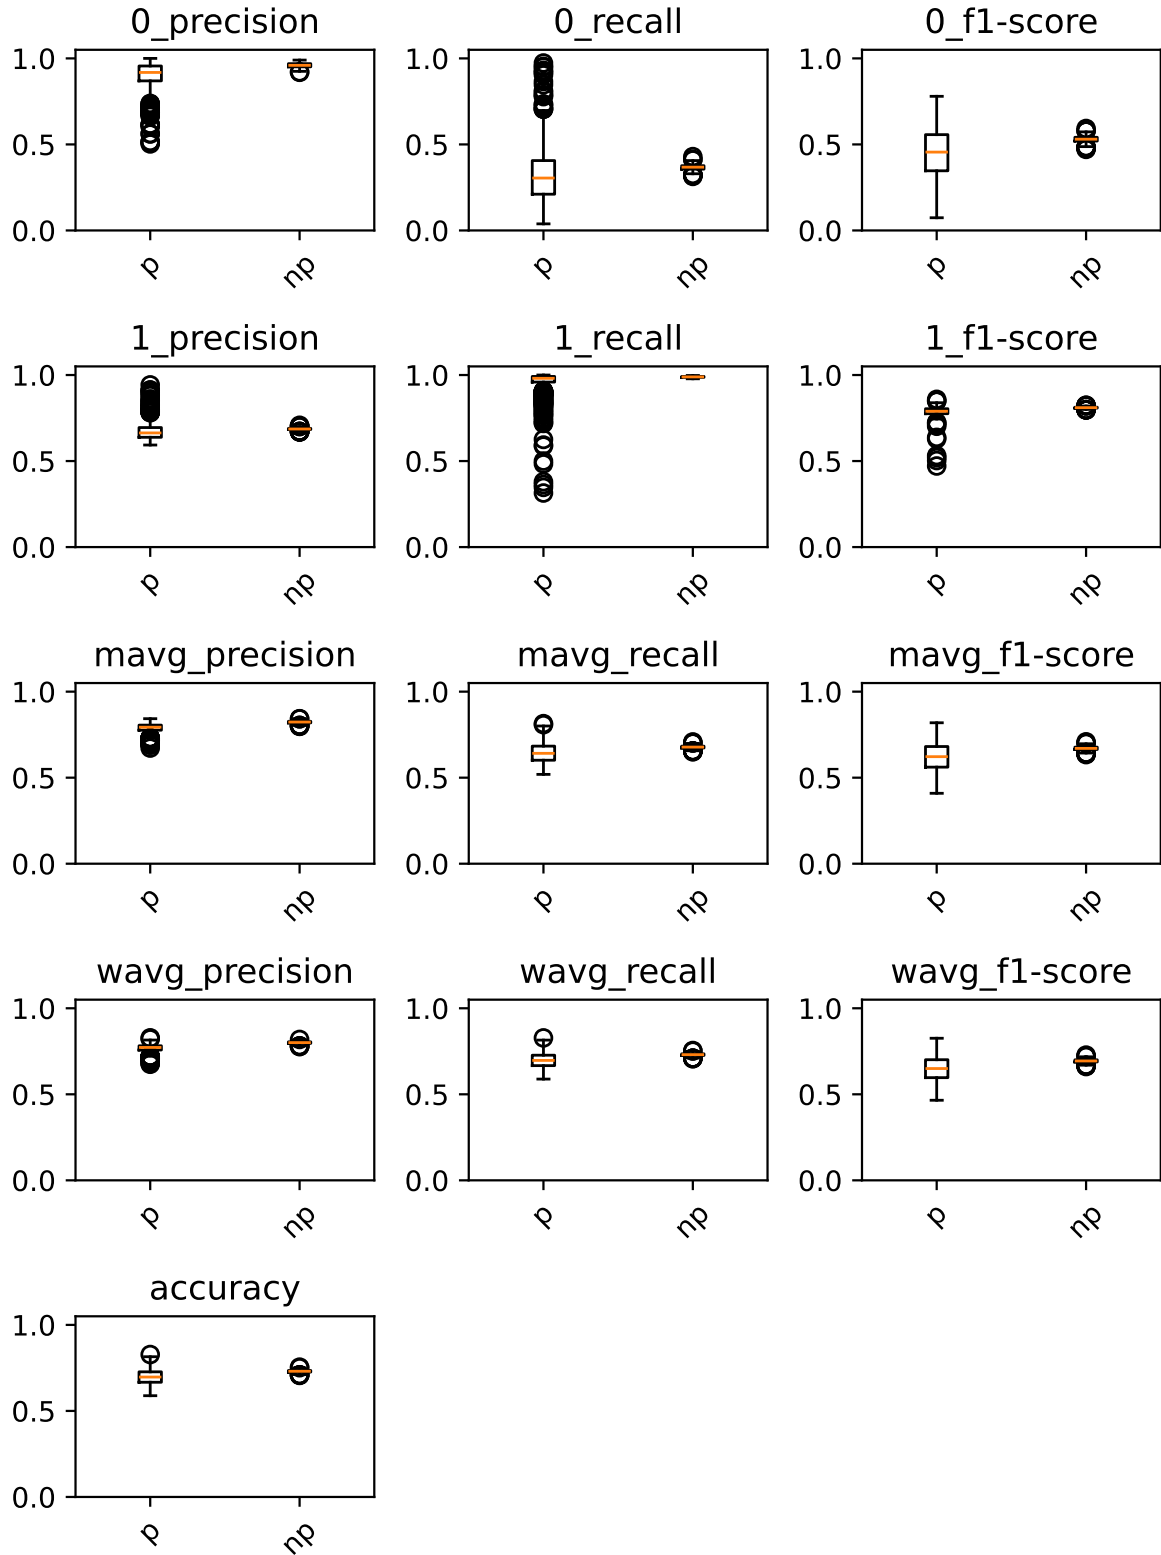 0_precision 0_recall 0_f1-score
1.0 1.0 1.0
0.5 0.5 0.5
0.0 0.0 0.0
p np p np p np
1_precision 1_recall 1_f1-score
1.0 1.0 1.0
0.5 0.5 0.5
0.0 0.0 0.0
p np p np p np
mavg_precision mavg_recall mavg_f1-score
1.0 1.0 1.0
0.5 0.5 0.5
0.0 0.0 0.0
p np p np p np
wavg_precision wavg_recall wavg_f1-score
1.0 1.0 1.0
0.5 0.5 0.5
0.0 0.0 0.0
p np p np p np
accuracy
1.0
0.5
0.0
p np